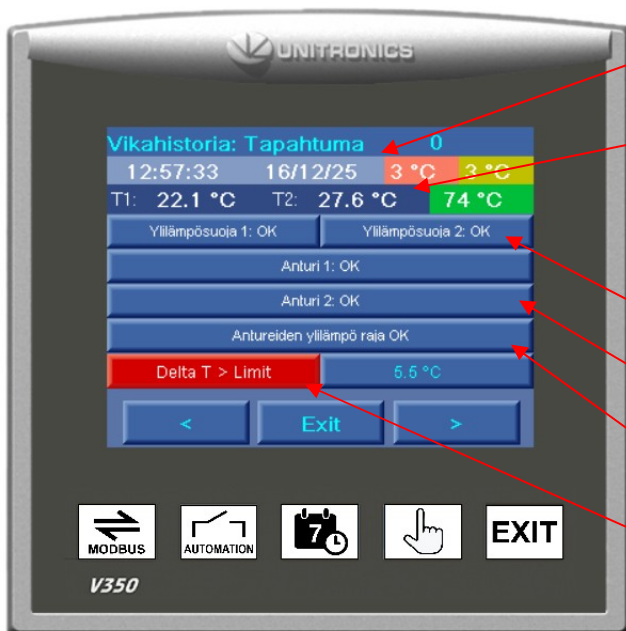 UNITRONICS
Vikahistoria: Tapahtuma 0
12:57:33 16/12/25 3 °C 3 °C
T1: 22.1 °C T2: 27.6 °C 74 °C
Ylilämpösuoja 1: OK Ylilämpösuoja 2: OK
Anturi 1: OK
Anturi 2: OK
Antureiden ylilämpö raja OK
Delta T > Limit 5.5 °C
< Exit >
MODBUS AUTOMATION 7 EXIT
V350